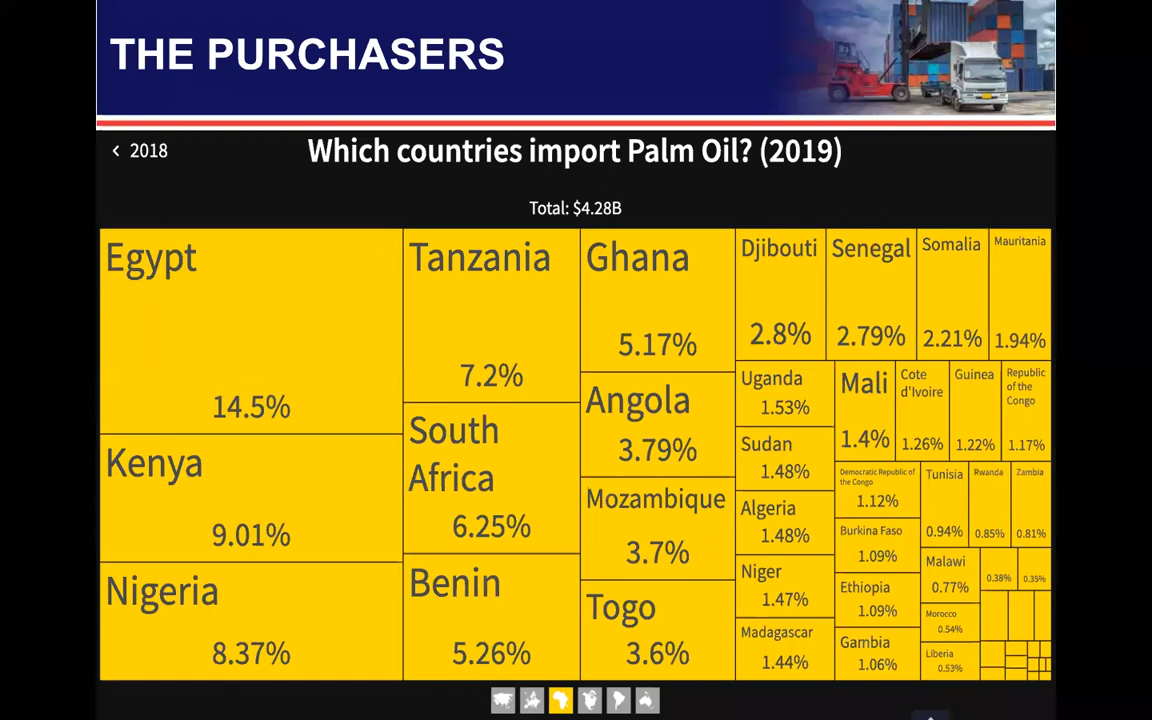 THE PURCHASERS
< 2018
Which countries import Palm Oil? (2019)
Total: $4.28B
Egypt
14.5%
Kenya
9.01%
Nigeria
8.37%
Tanzania
7.2%
South
Africa
6.25%
Benin
5.26%
Ghana
5.17%
Angola
3.79%
Mozambique
3.7%
Togo
3.6%
Djibouti
2.8%
Senegal
2.79%
Somalia
2.21%
Mauritania
1.94%
Uganda
1.53%
Sudan
1.48%
Algeria
1.48%
Niger
1.47%
Madagascar
1.44%
Mali
1.4%
Cote
d'Ivoire
1.26%
Guinea
1.22%
Republic
of the
Congo
1.17%
Democratic Republic of
the Congo
1.12%
Burkina Faso
1.09%
Ethiopia
1.09%
Gambia
1.06%
Tunisia
0.94%
Rwanda
0.85%
Zambia
0.81%
Malawi
0.77%
Morocco
0.54%
Liberia
0.53%
0.38%
0.35%